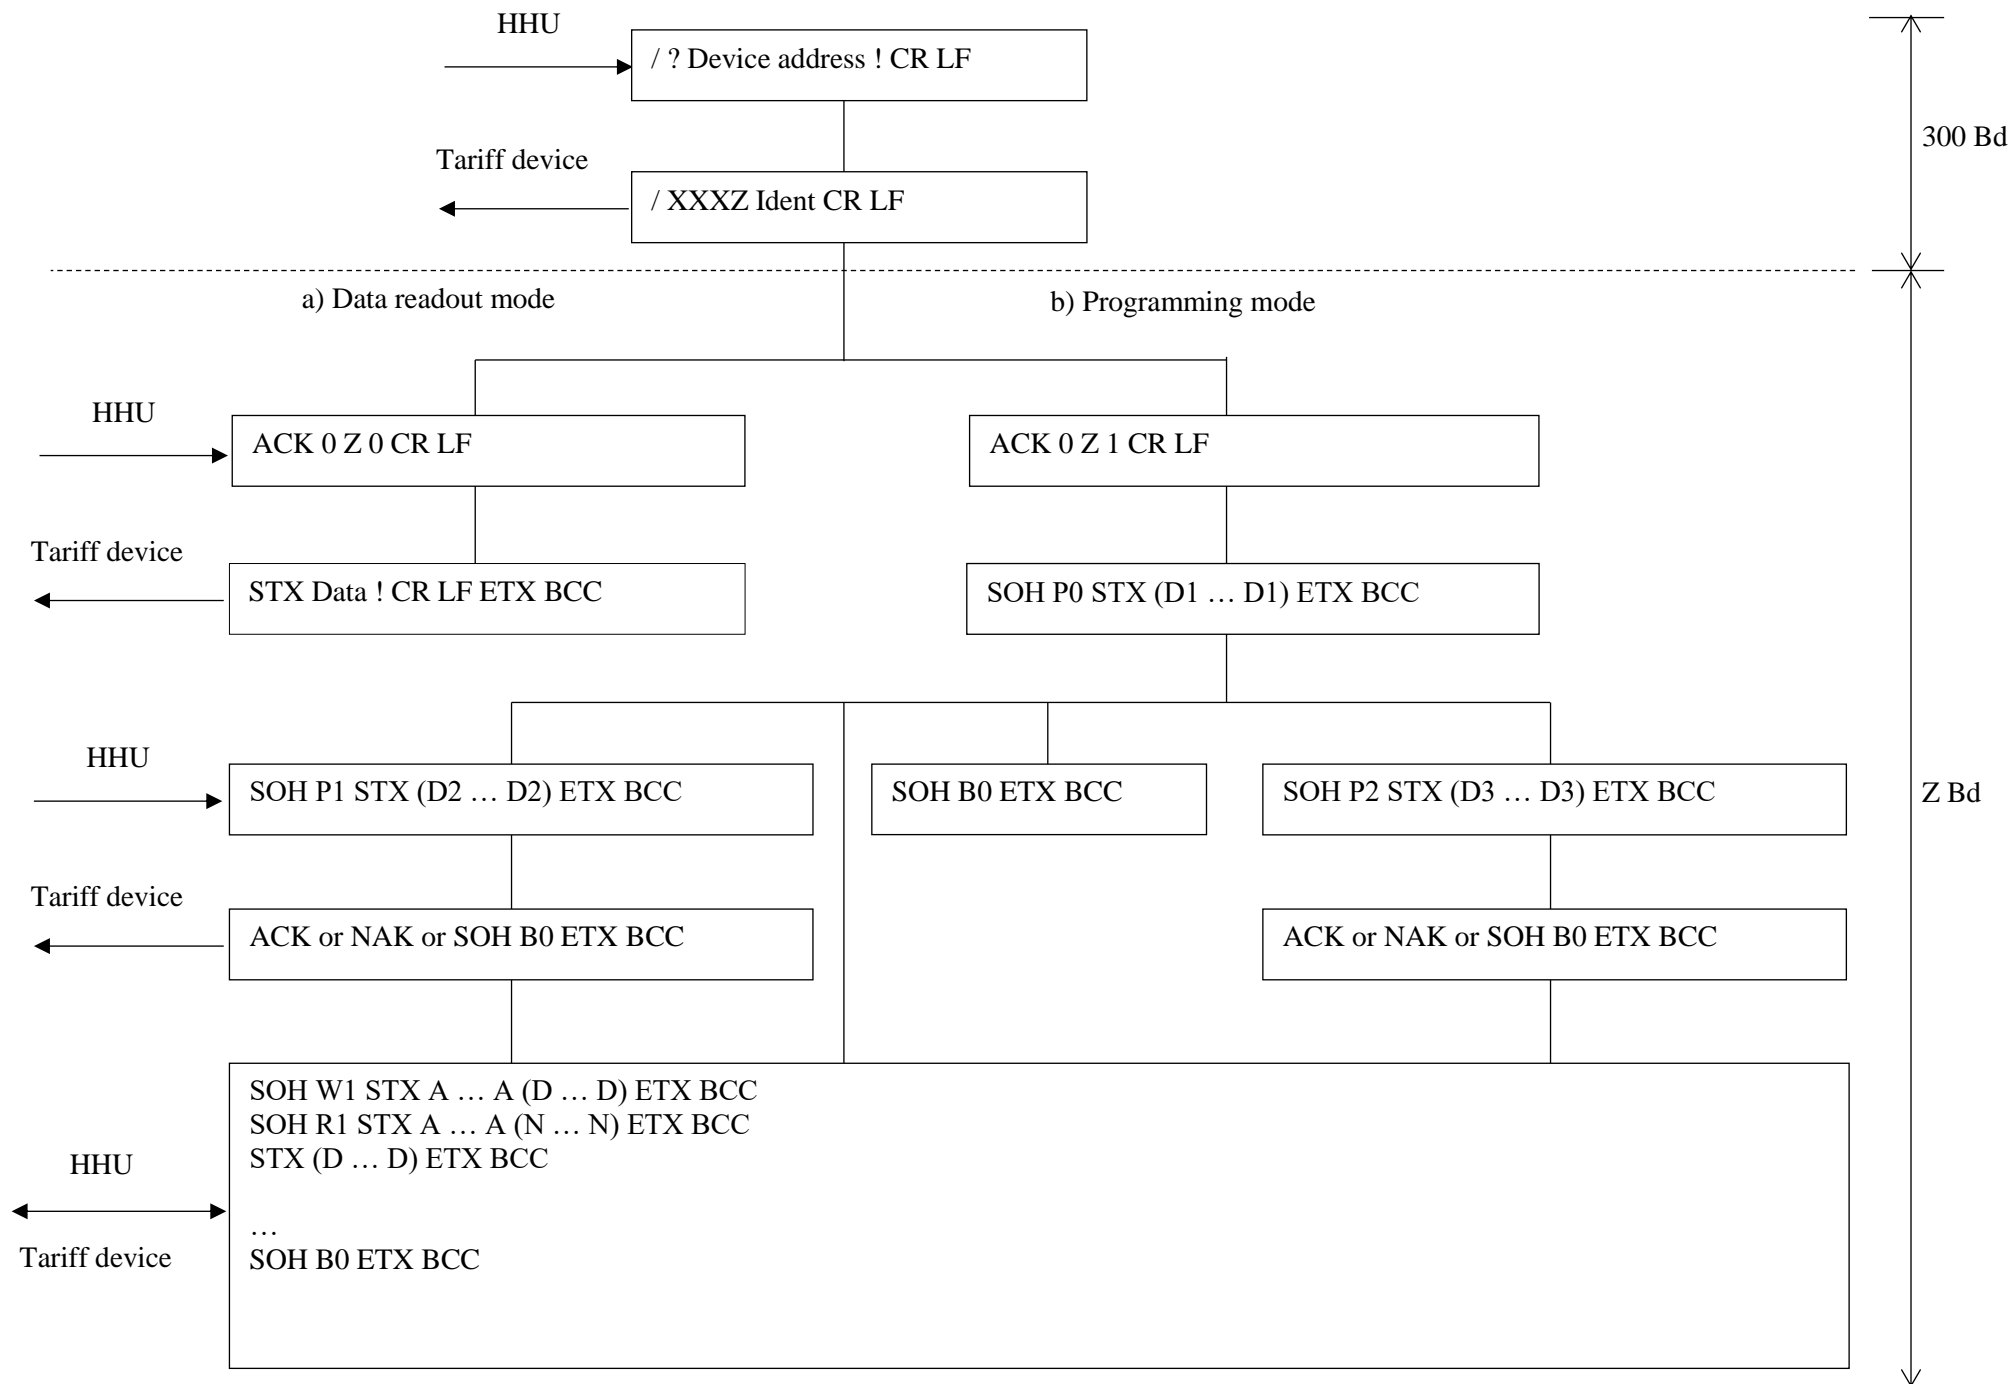 HHU
/ ? Device address ! CR LF
300 Bd
Tariff device
/ XXXZ Ident CR LF
a) Data readout mode
b) Programming mode
HHU
ACK 0 Z 0 CR LF
ACK 0 Z 1 CR LF
Tariff device
STX Data ! CR LF ETX BCC
SOH P0 STX (D1 … D1) ETX BCC
HHU
SOH P1 STX (D2 … D2) ETX BCC
SOH B0 ETX BCC
SOH P2 STX (D3 … D3) ETX BCC
Z Bd
Tariff device
ACK or NAK or SOH B0 ETX BCC
ACK or NAK or SOH B0 ETX BCC
SOH W1 STX A … A (D … D) ETX BCC
SOH R1 STX A … A (N … N) ETX BCC
STX (D … D) ETX BCC
HHU
…
Tariff device
SOH B0 ETX BCC